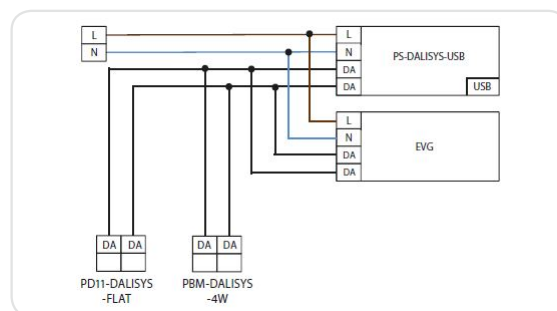 L
N
L
N
DA
DA
PS-DALISYS-USB
USB
L
N
DA
DA
EVG
DA DA
DA DA
PD11-DALISYS
-FLAT
PBM-DALISYS
-4W